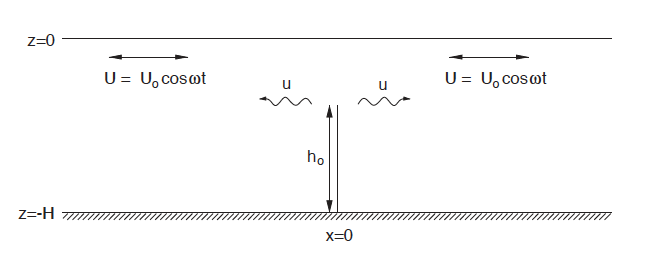 z=0
U = U₀ cosωt
u
u
U = U₀ cosωt
h₀
z=-H
x=0